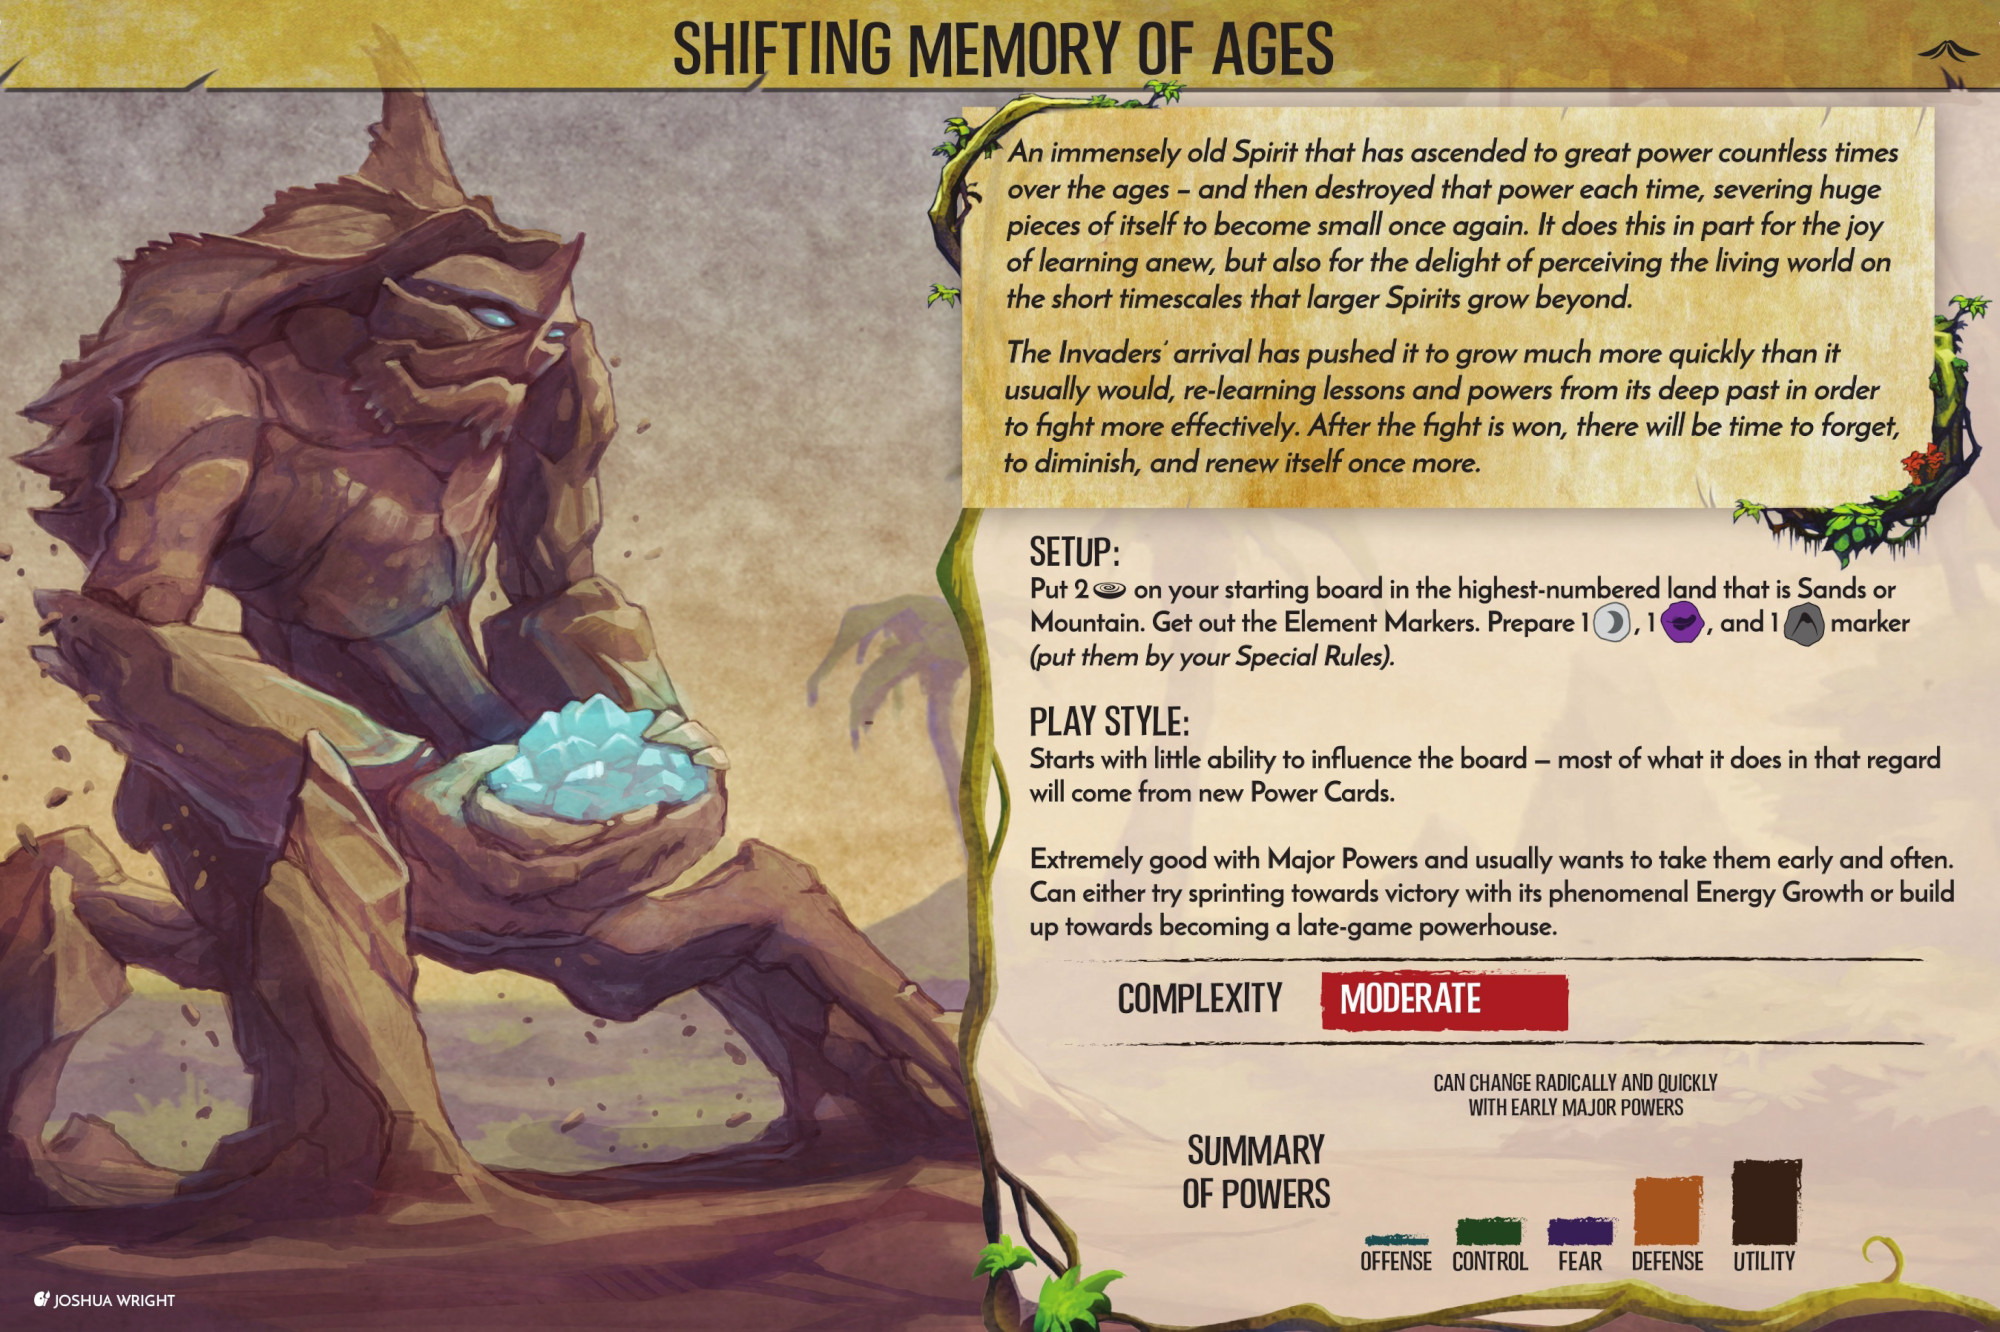 SHIFTING MEMORY OF AGES
An immensely old Spirit that has ascended to great power countless times
over the ages – and then destroyed that power each time, severing huge
pieces of itself to become small once again. It does this in part for the joy
of learning anew, but also for the delight of perceiving the living world on
the short timescales that larger Spirits grow beyond.
The Invaders' arrival has pushed it to grow much more quickly than it
usually would, re-learning lessons and powers from its deep past in order
to fight more effectively. After the fight is won, there will be time to forget,
to diminish, and renew itself once more.
SETUP:
Put 2 on your starting board in the highest-numbered land that is Sands or
Mountain. Get out the Element Markers. Prepare 1 , 1 , and 1 marker
(put them by your Special Rules).
PLAY STYLE:
Starts with little ability to influence the board – most of what it does in that regard
will come from new Power Cards.
Extremely good with Major Powers and usually wants to take them early and often.
Can either try sprinting towards victory with its phenomenal Energy Growth or build
up towards becoming a late-game powerhouse.
COMPLEXITY MODERATE
CAN CHANGE RADICALLY AND QUICKLY
WITH EARLY MAJOR POWERS
SUMMARY
OF POWERS
OFFENSE CONTROL FEAR DEFENSE UTILITY
JOSHUA WRIGHT